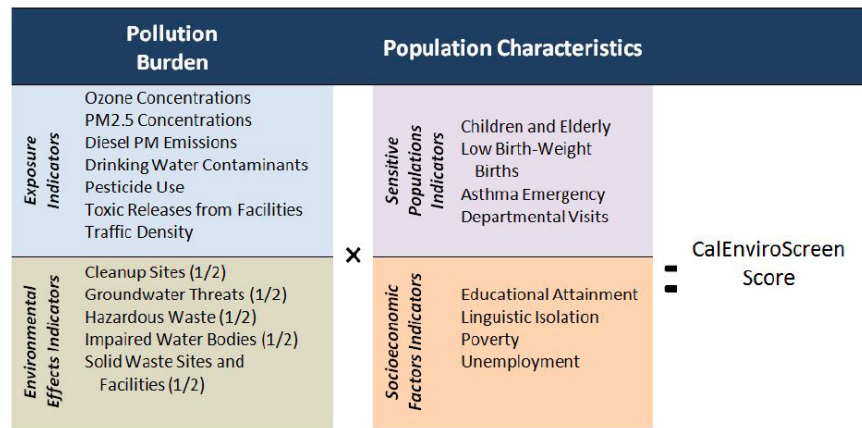 Pollution
Burden
Population Characteristics
Exposure
Indicators
Ozone Concentrations
PM2.5 Concentrations
Diesel PM Emissions
Drinking Water Contaminants
Pesticide Use
Toxic Releases from Facilities
Traffic Density
Environmental
Effects Indicators
Cleanup Sites (1/2)
Groundwater Threats (1/2)
Hazardous Waste (1/2)
Impaired Water Bodies (1/2)
Solid Waste Sites and
Facilities (1/2)
×
Sensitive
Populations
Indicators
Children and Elderly
Low Birth-Weight
Births
Asthma Emergency
Departmental Visits
Socioeconomic
Factors Indicators
Educational Attainment
Linguistic Isolation
Poverty
Unemployment
=
CalEnviroScreen
Score